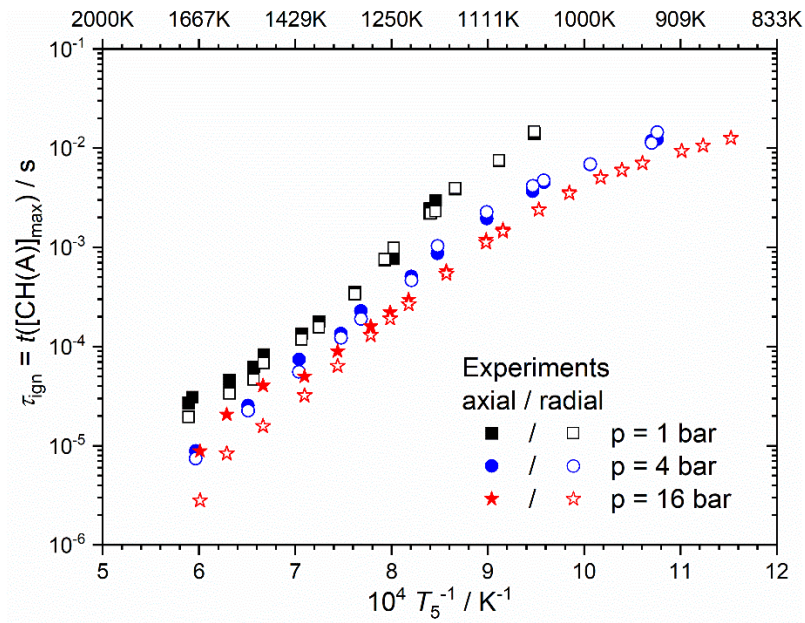 2000K 1667K 1429K 1250K 1111K 1000K 909K 833K
10⁻¹
10⁻²
10⁻³
10⁻⁴
10⁻⁵
10⁻⁶
τign = t([CH(A)]max) / s
Experiments
axial / radial
/ p = 1 bar
/ p = 4 bar
/ p = 16 bar
5 6 7 8 9 10 11 12
10⁴ T₅⁻¹ / K⁻¹